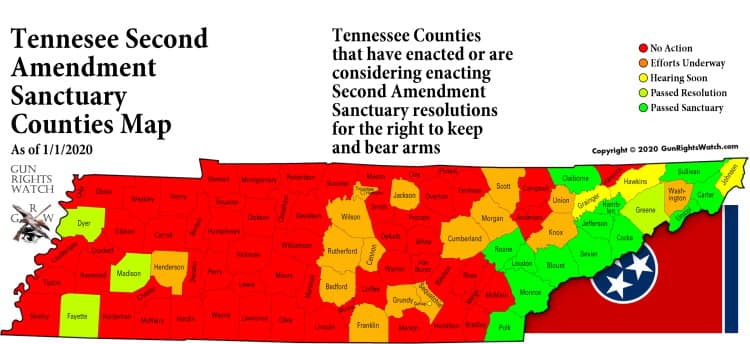 Tennesee Second
Amendment
Sanctuary
Counties Map
As of 1/1/2020
Tennessee Counties
that have enacted or are
considering enacting
Second Amendment
Sanctuary resolutions
for the right to keep
and bear arms
No Action
Efforts Underway
Hearing Soon
Passed Resolution
Passed Sanctuary
Copyright © 2020 GunRightsWatch.com
GUN
RIGHTS
WATCH
R
G W
Stewart
Montgomery
Robertson
Sumner
Macon
Clay
Pickett
Scott
Campbell
Claiborne
Hawkins
Sullivan
Johnson
Lake
Obion
Weakley
Henry
Houston
Trousdale
Smith
Jackson
Overton
Fentress
Union
Grainger
Hamb-
len
Greene
Wash-
ington
Unicoi
Carter
Dyer
Gibson
Carroll
Benton
Humphreys
Dickson
Cheatham
Davidson
Wilson
Putnam
Morgan
Anderson
Knox
Jefferson
Cocke
Sevier
Lauderdale
Crockett
Madison
Henderson
Decatur
Perry
Hickman
Williamson
Rutherford
Cannon
DeKalb
White
Cumberland
Roane
Loudon
Blount
Tipton
Haywood
Chester
Lewis
Maury
Marshall
Bedford
Coffee
Warren
Van
Buren
Bledsoe
Rhea
Meigs
McMinn
Monroe
Shelby
Fayette
Hardeman
McNairy
Hardin
Wayne
Lawrence
Giles
Lincoln
Moore
Franklin
Grundy
Sequatchie
Marion
Hamilton
Bradley
Polk